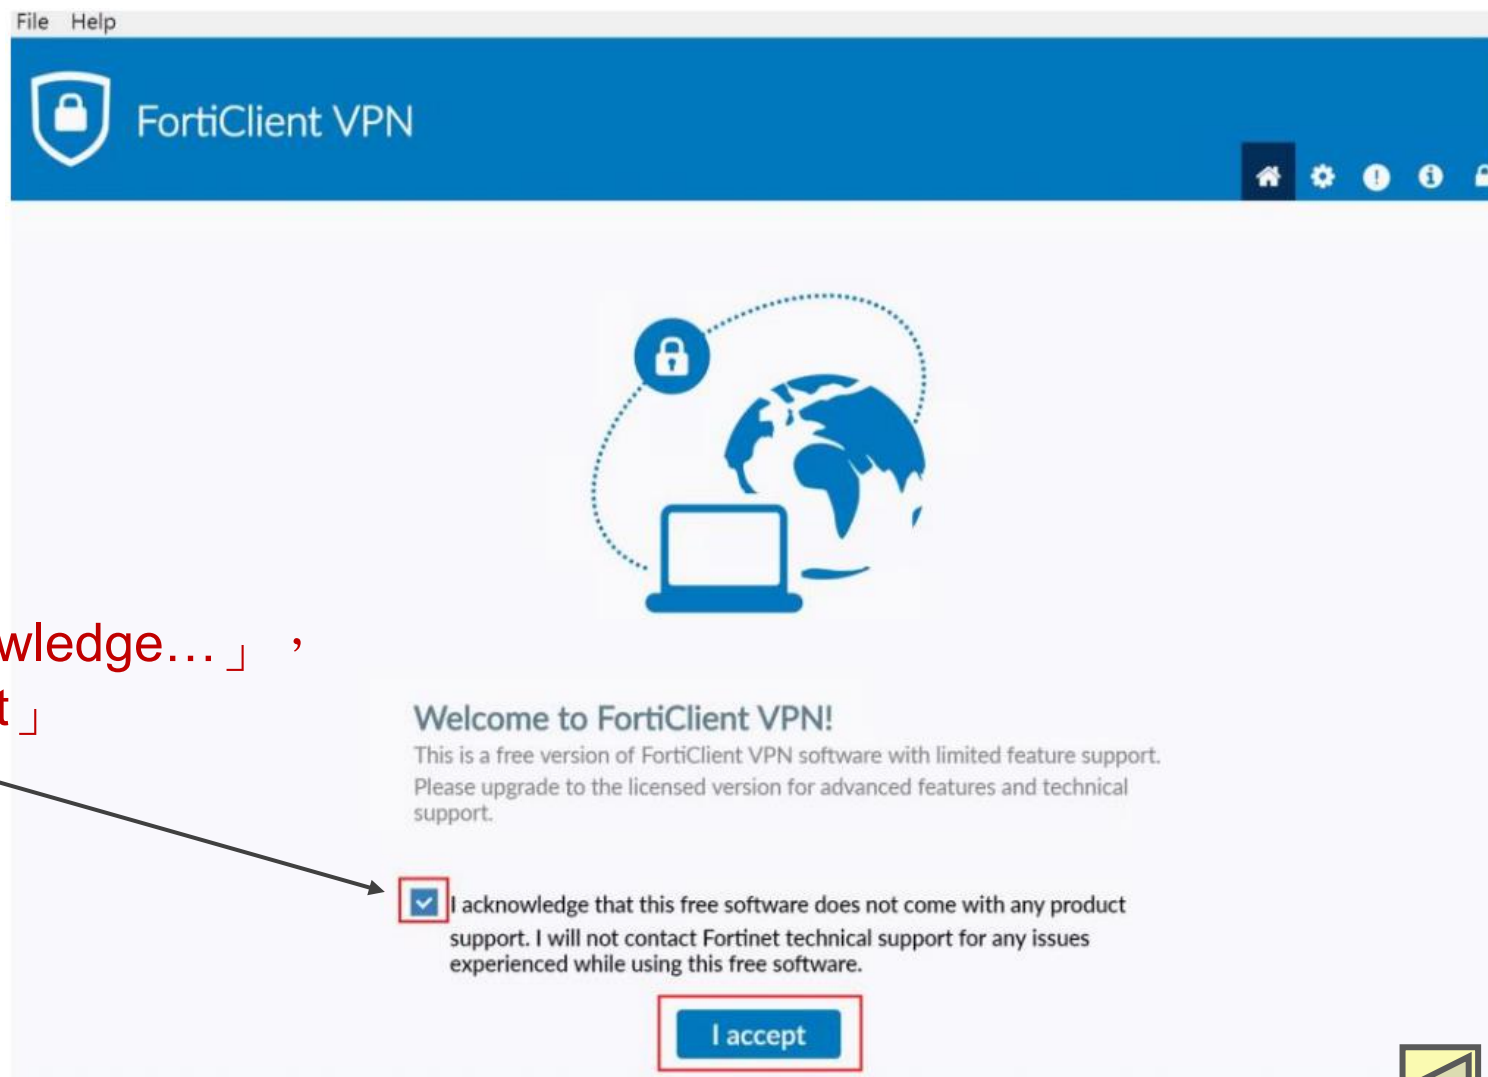 File Help
FortiClient VPN
wledge…」，
t」
Welcome to FortiClient VPN!
This is a free version of FortiClient VPN software with limited feature support.
Please upgrade to the licensed version for advanced features and technical
support.
I acknowledge that this free software does not come with any product
support. I will not contact Fortinet technical support for any issues
experienced while using this free software.
I accept